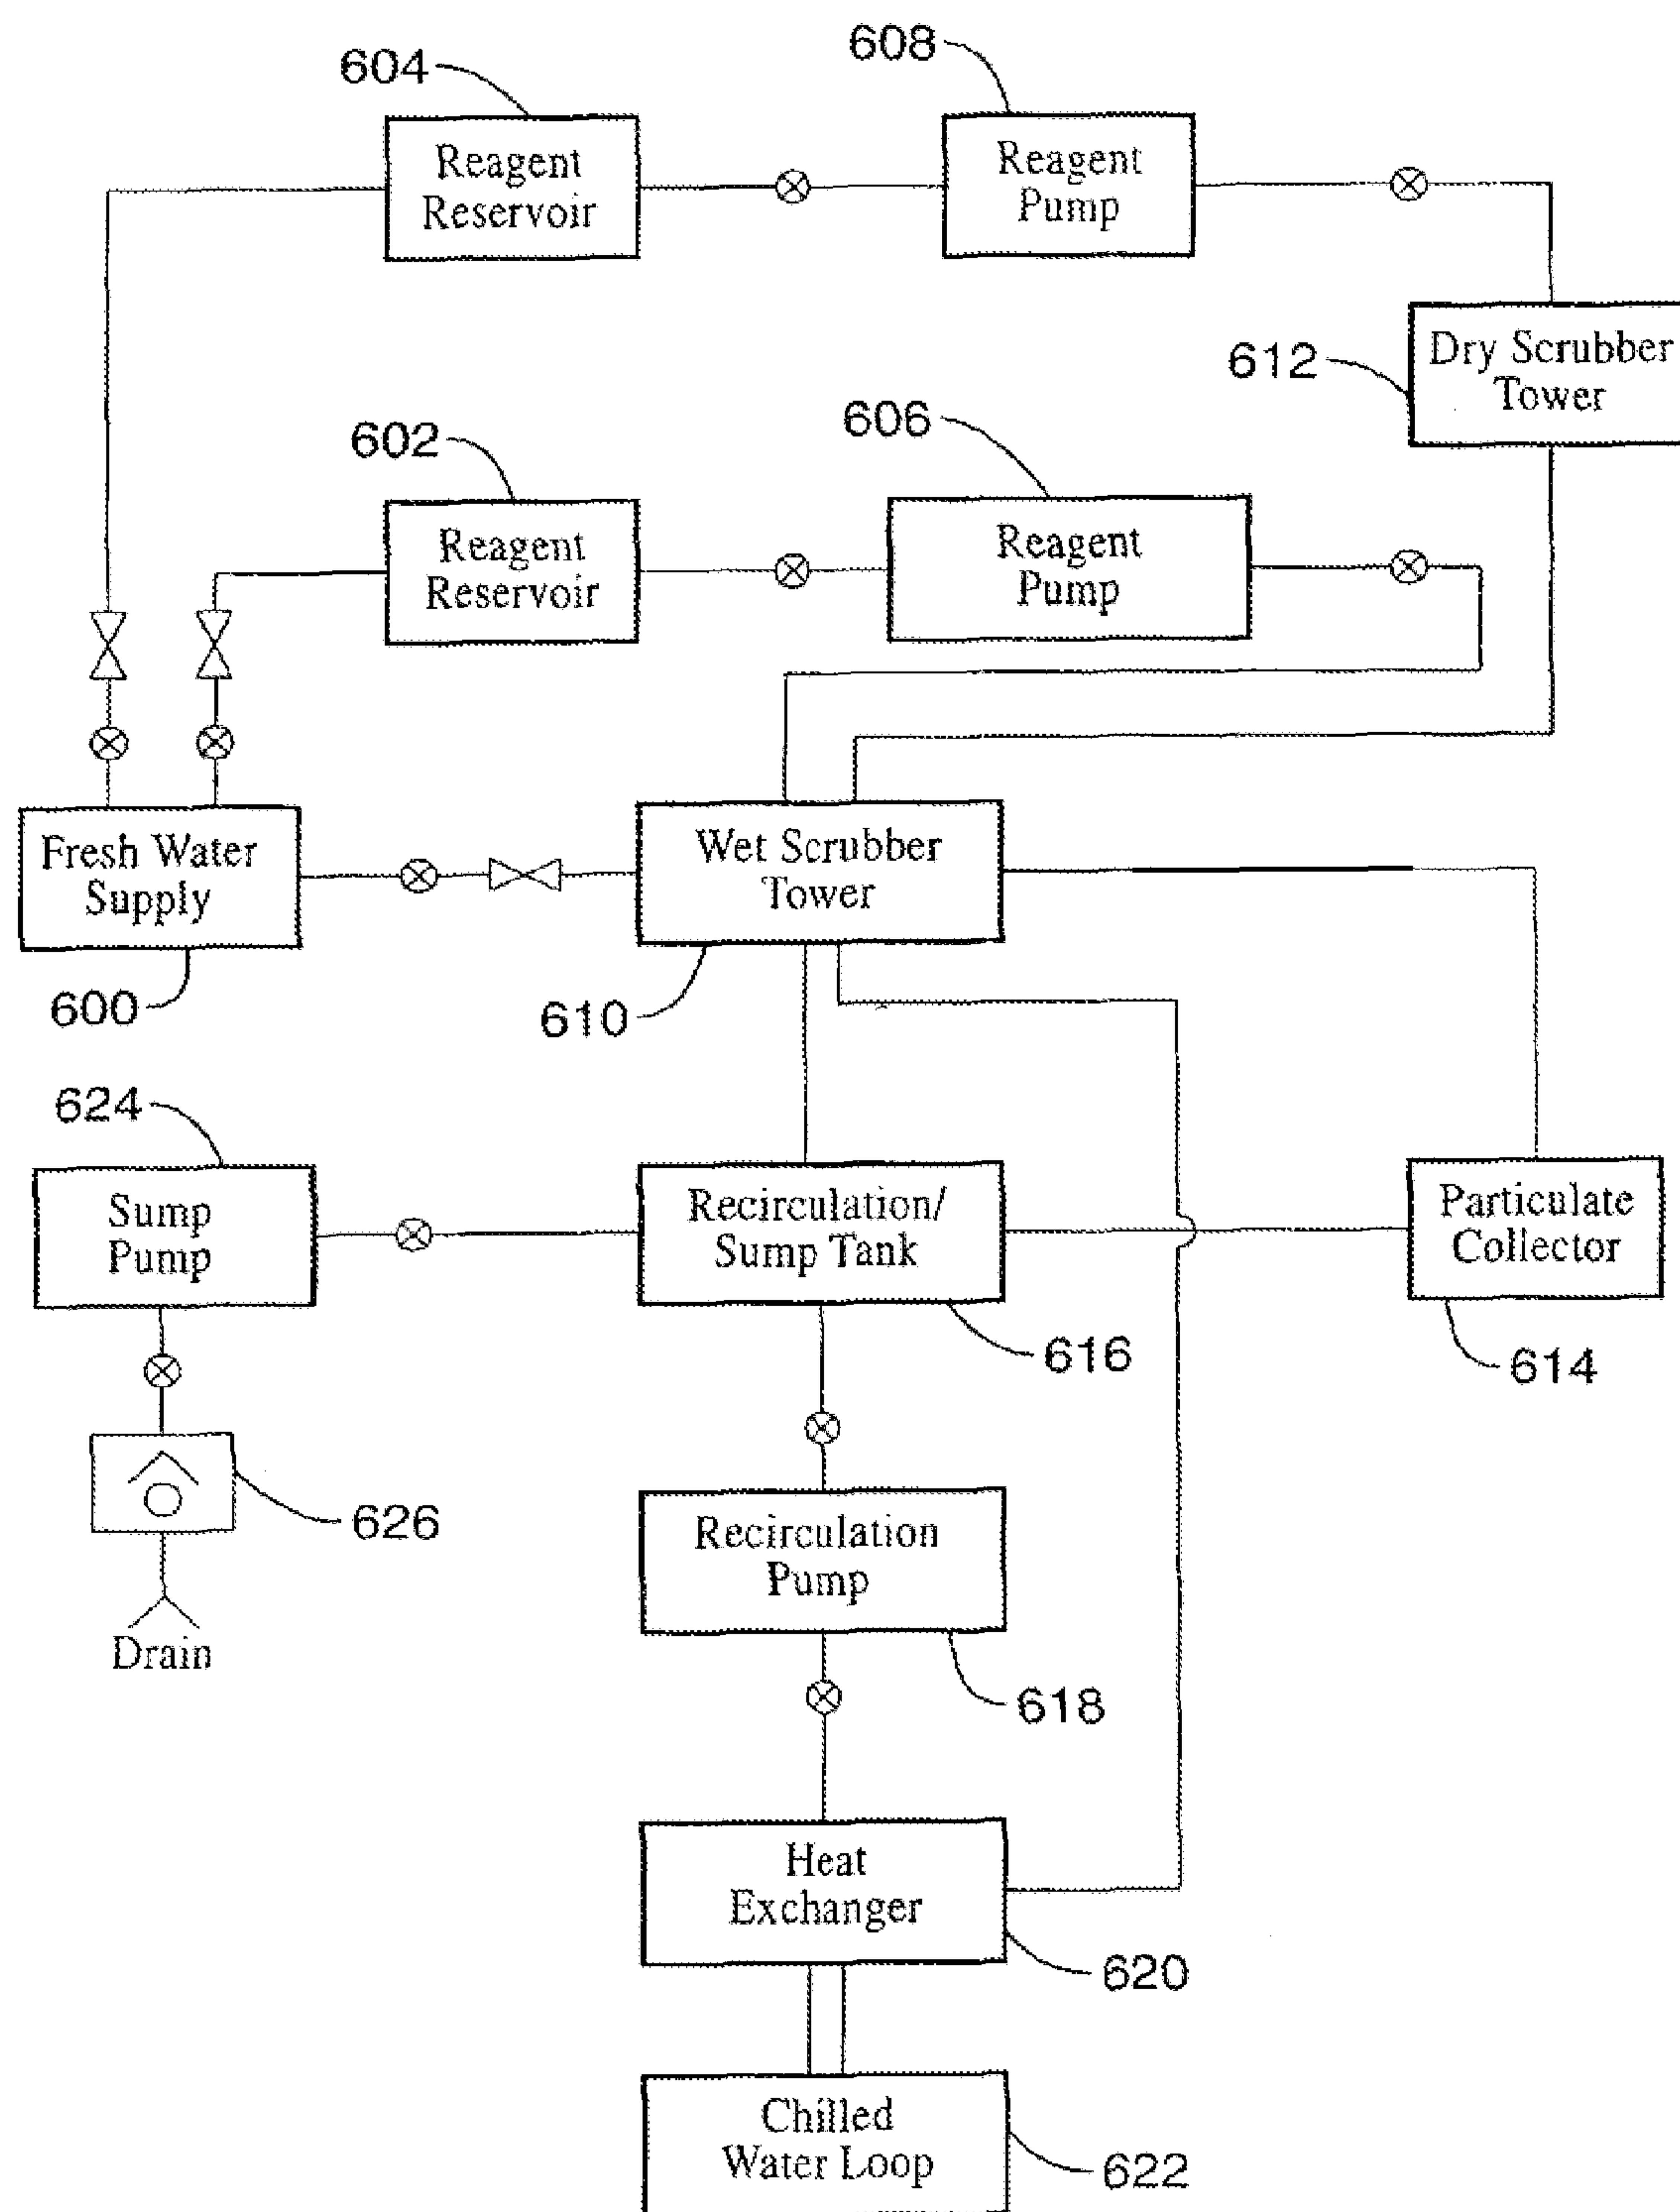 604
608
Reagent
Reservoir
Reagent
Pump
612
Dry Scrubber
Tower
602
606
Reagent
Reservoir
Reagent
Pump
Fresh Water
Supply
Wet Scrubber
Tower
600
610
624
Sump
Pump
Recirculation/
Sump Tank
Particulate
Collector
616
614
626
Recirculation
Pump
Drain
618
Heat
Exchanger
620
Chilled
Water Loop
622